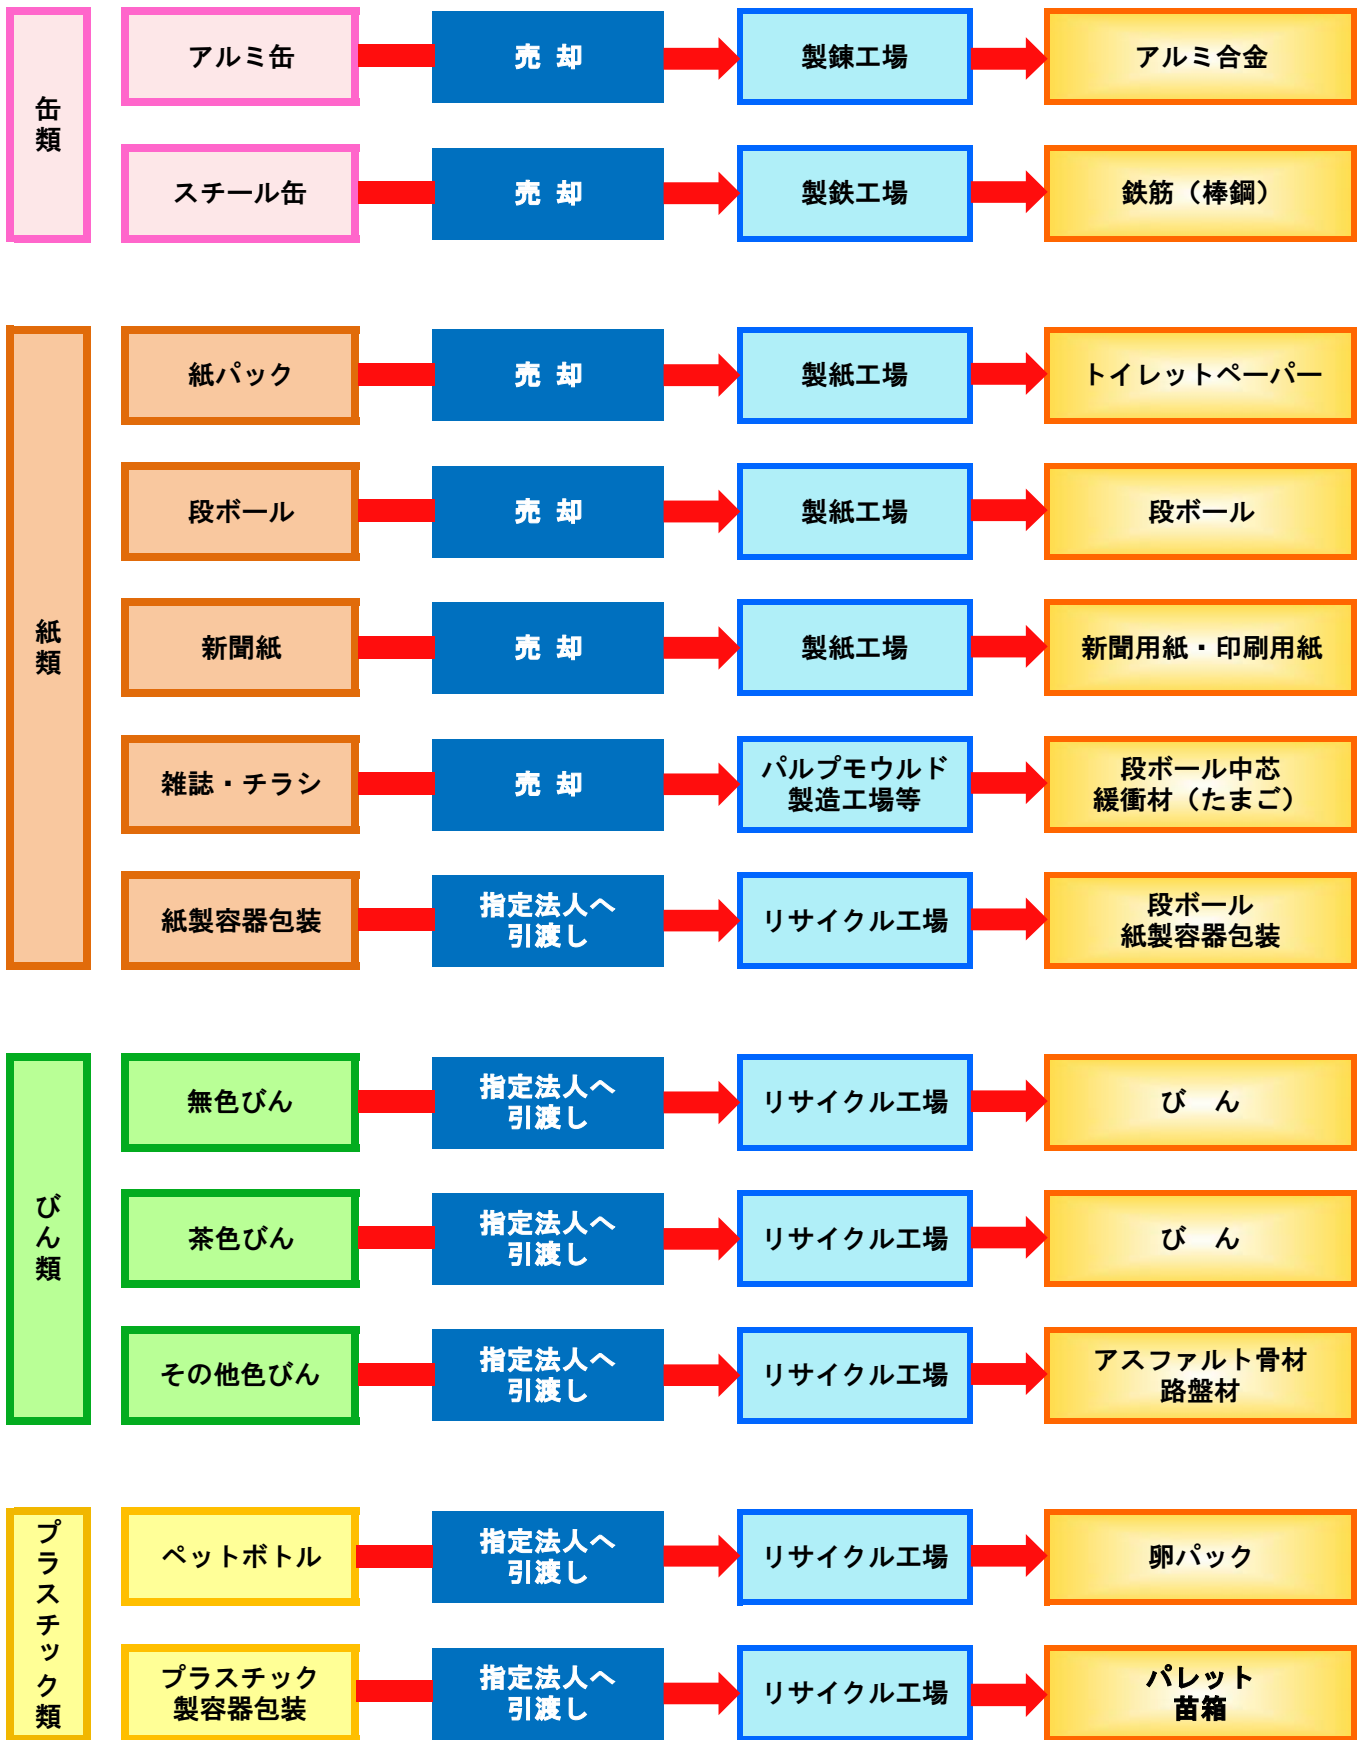 缶類
アルミ缶
売 却
製錬工場
アルミ合金
スチール缶
売 却
製鉄工場
鉄筋（棒鋼）
紙類
紙パック
売 却
製紙工場
トイレットペーパー
段ボール
売 却
製紙工場
段ボール
新聞紙
売 却
製紙工場
新聞用紙・印刷用紙
雑誌・チラシ
売 却
パルプモウルド
製造工場等
段ボール中芯
緩衝材（たまご）
紙製容器包装
指定法人へ
引渡し
リサイクル工場
段ボール
紙製容器包装
びん類
無色びん
指定法人へ
引渡し
リサイクル工場
び　ん
茶色びん
指定法人へ
引渡し
リサイクル工場
び　ん
その他色びん
指定法人へ
引渡し
リサイクル工場
アスファルト骨材
路盤材
プラスチック類
ペットボトル
指定法人へ
引渡し
リサイクル工場
卵パック
プラスチック
製容器包装
指定法人へ
引渡し
リサイクル工場
パレット
苗箱